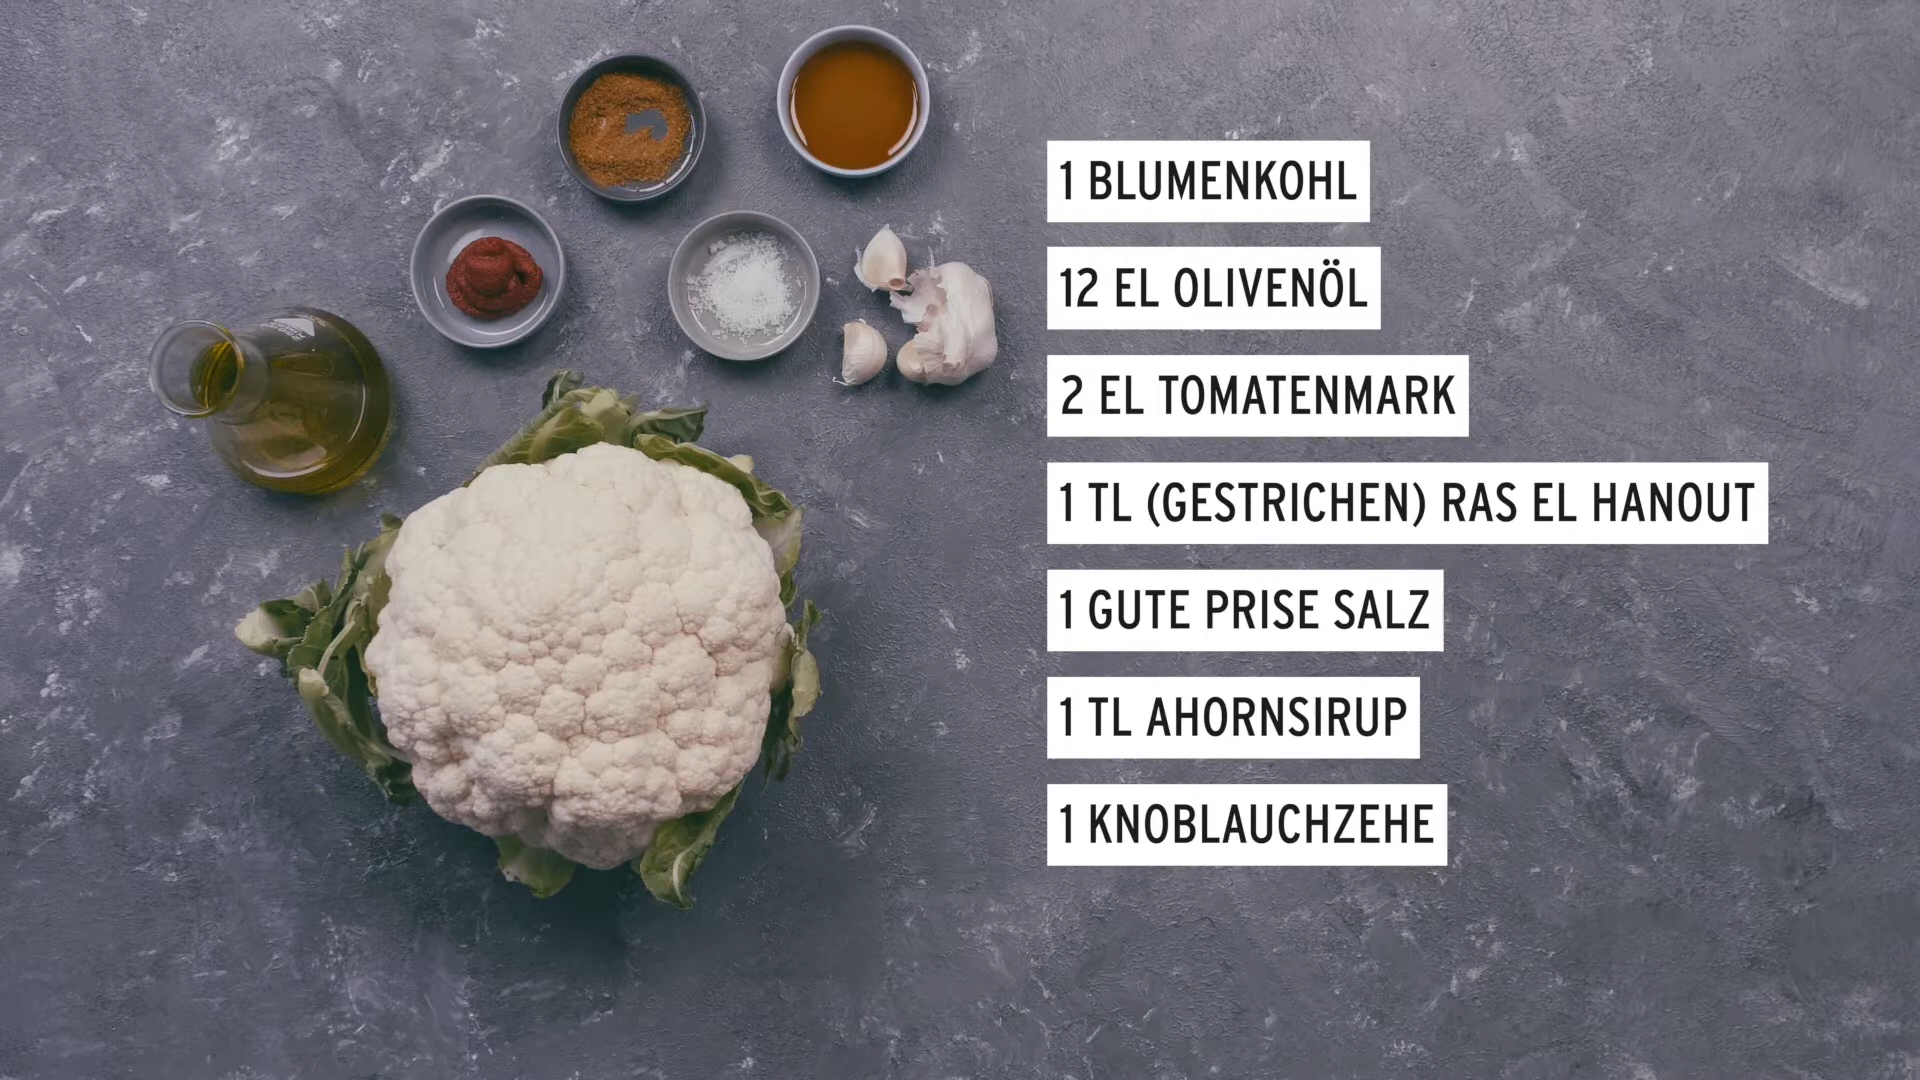 1 BLUMENKOHL
12 EL OLIVENÖL
2 EL TOMATENMARK
1 TL (GESTRICHEN) RAS EL HANOUT
1 GUTE PRISE SALZ
1 TL AHORNSIRUP
1 KNOBLAUCHZEHE